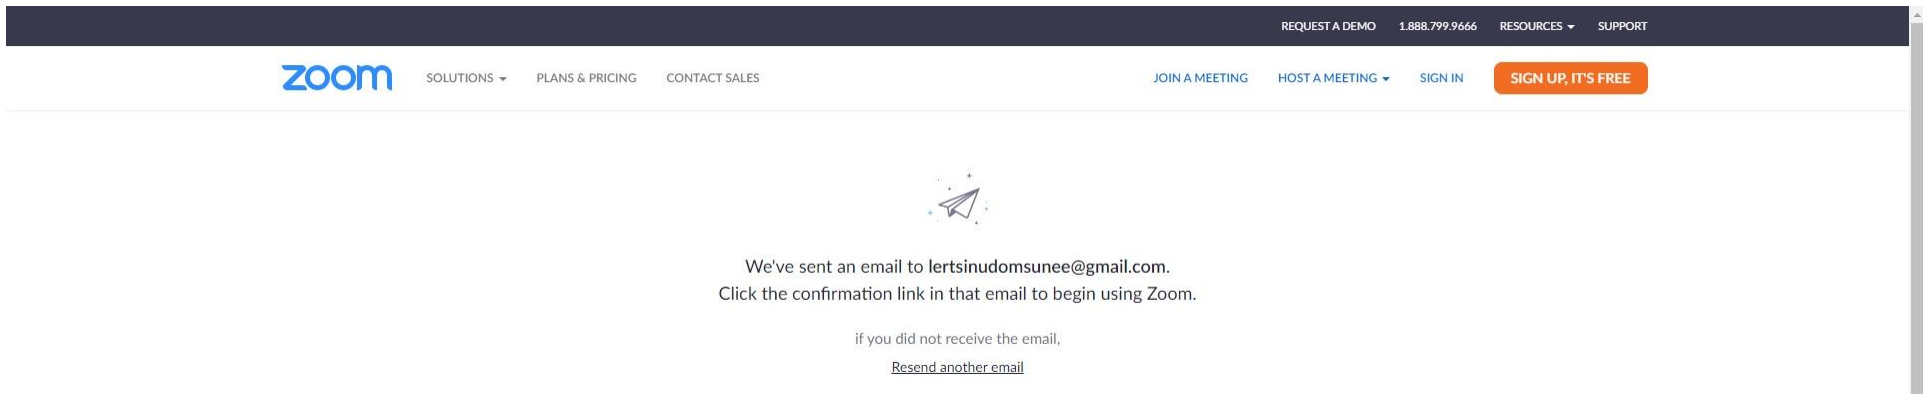 REQUEST A DEMO 1.888.799.9666 RESOURCES SUPPORT
zoom SOLUTIONS PLANS & PRICING CONTACT SALES JOIN A MEETING HOST A MEETING SIGN IN SIGN UP, IT'S FREE
We've sent an email to lertsinudomsunee@gmail.com.
Click the confirmation link in that email to begin using Zoom.
if you did not receive the email,
Resend another email